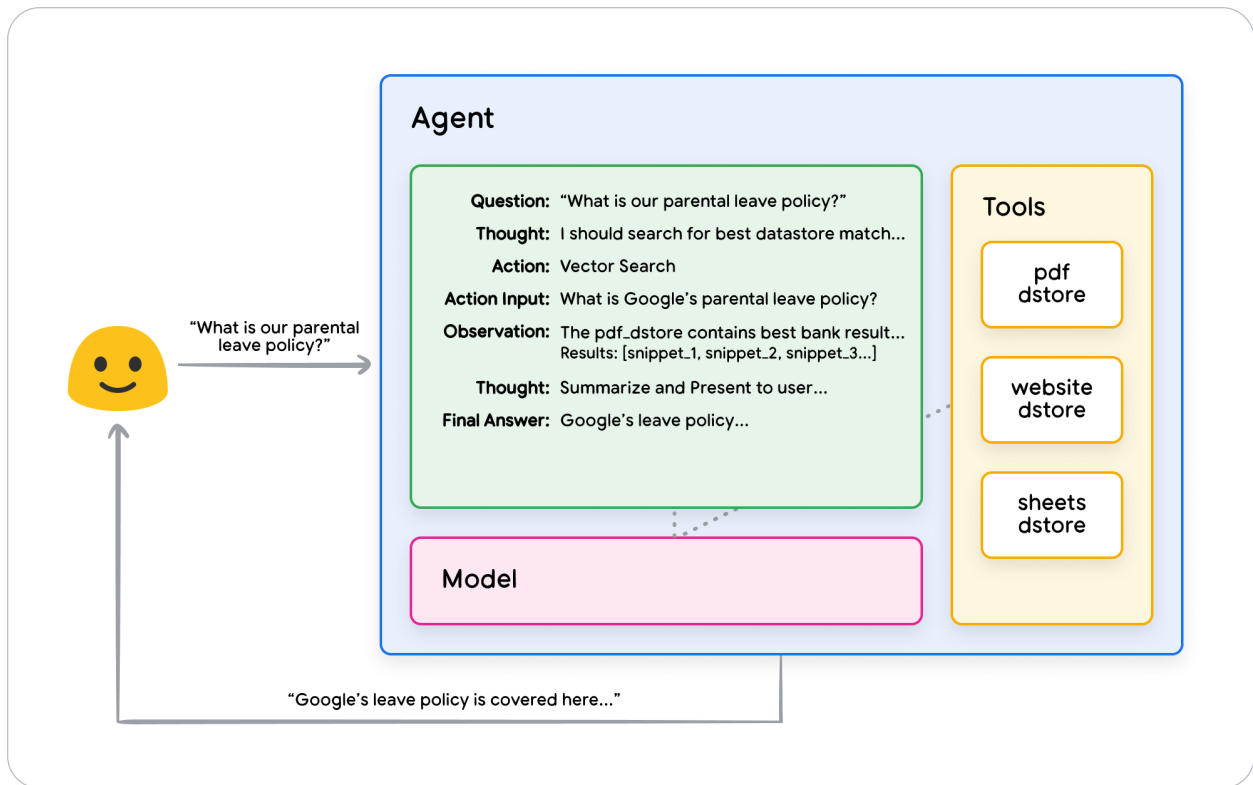 Agent
Question: “What is our parental leave policy?”
Thought: I should search for best datastore match...
Action: Vector Search
Action Input: What is Google’s parental leave policy?
Observation: The pdf_dstore contains best bank result...
Results: [snippet_1, snippet_2, snippet_3...]
Thought: Summarize and Present to user...
Final Answer: Google’s leave policy...
Tools
pdf
dstore
website
dstore
sheets
dstore
“What is our parental
leave policy?”
Model
“Google’s leave policy is covered here...”